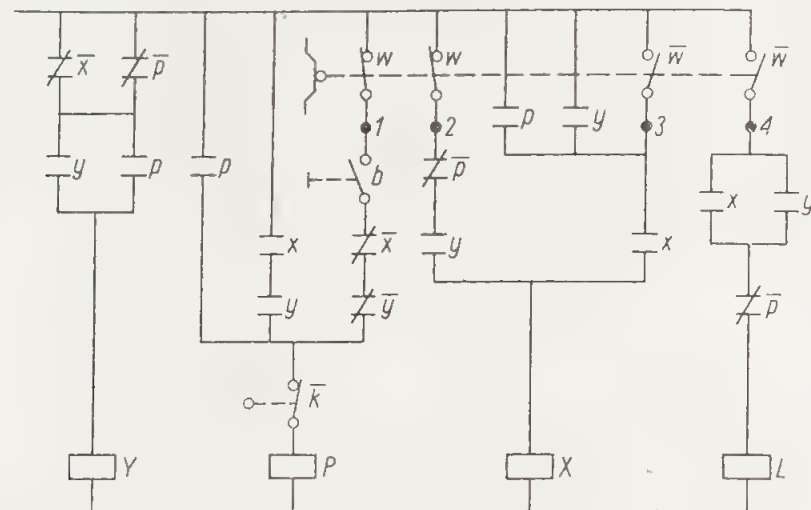 x̄ p̄ w w w̄ w̄
1 2 p y 3 4
y p p b p̄ x y
x x̄ y x
y ȳ p̄
k̄
Y P X L